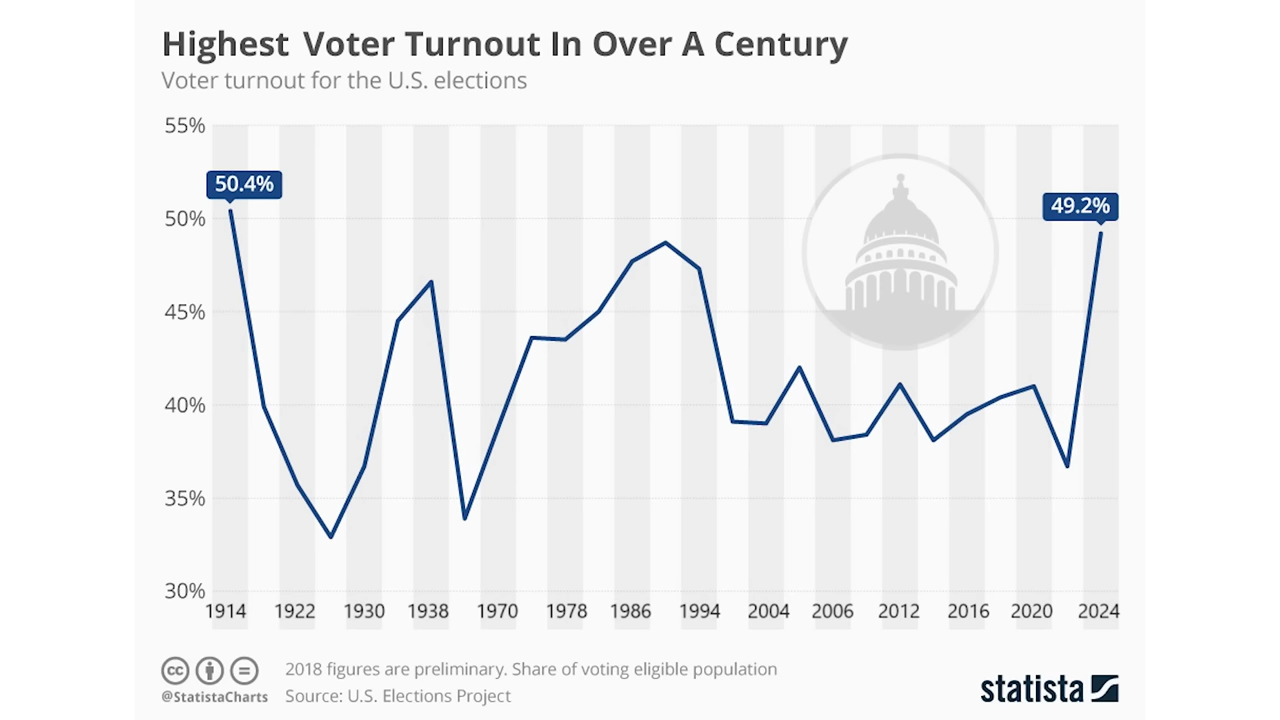 Highest Voter Turnout In Over A Century
Voter turnout for the U.S. elections
55%
50.4%
49.2%
50%
45%
40%
35%
30%
1914 1922 1930 1938 1970 1978 1986 1994 2004 2006 2012 2016 2020 2024
cc
2018 figures are preliminary. Share of voting eligible population
@StatistaCharts Source: U.S. Elections Project
statista